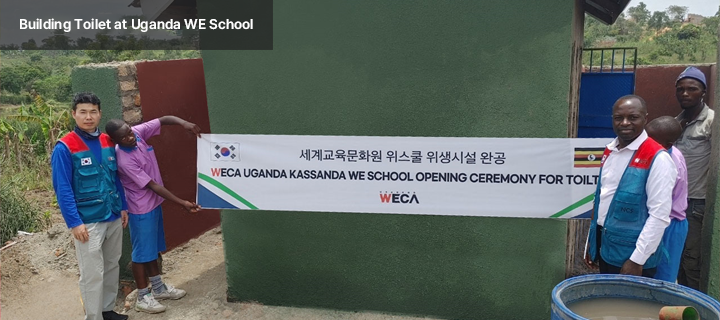 Building Toilet at Uganda WE School
세계교육문화원 위스쿨 위생시설 완공
WECA UGANDA KASSANDA WE SCHOOL OPENING CEREMONY FOR TOILT
WECA